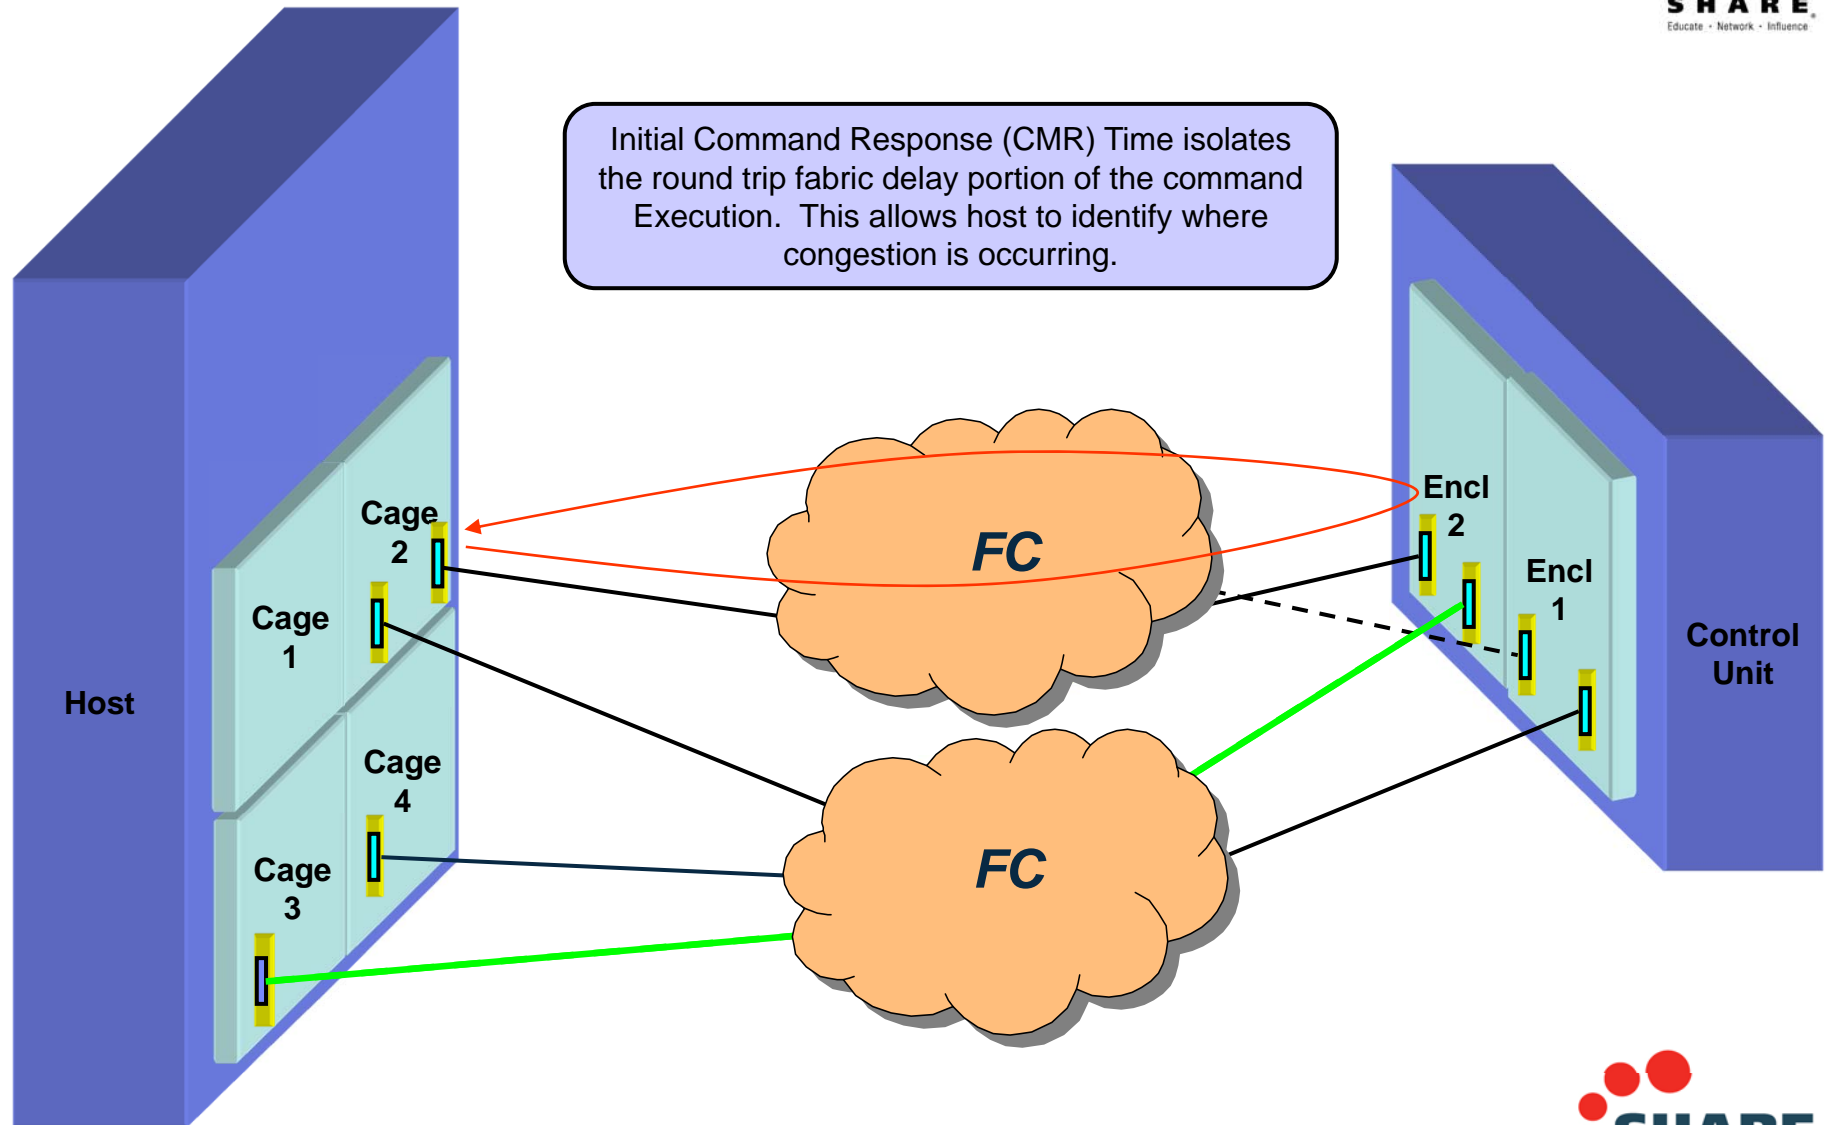 SHARE
Educate · Network · Influence
Initial Command Response (CMR) Time isolates
the round trip fabric delay portion of the command
Execution.  This allows host to identify where
congestion is occurring.
Host
Cage
1
Cage
2
Cage
3
Cage
4
FC
FC
Encl
2
Encl
1
Control
Unit
SHARE